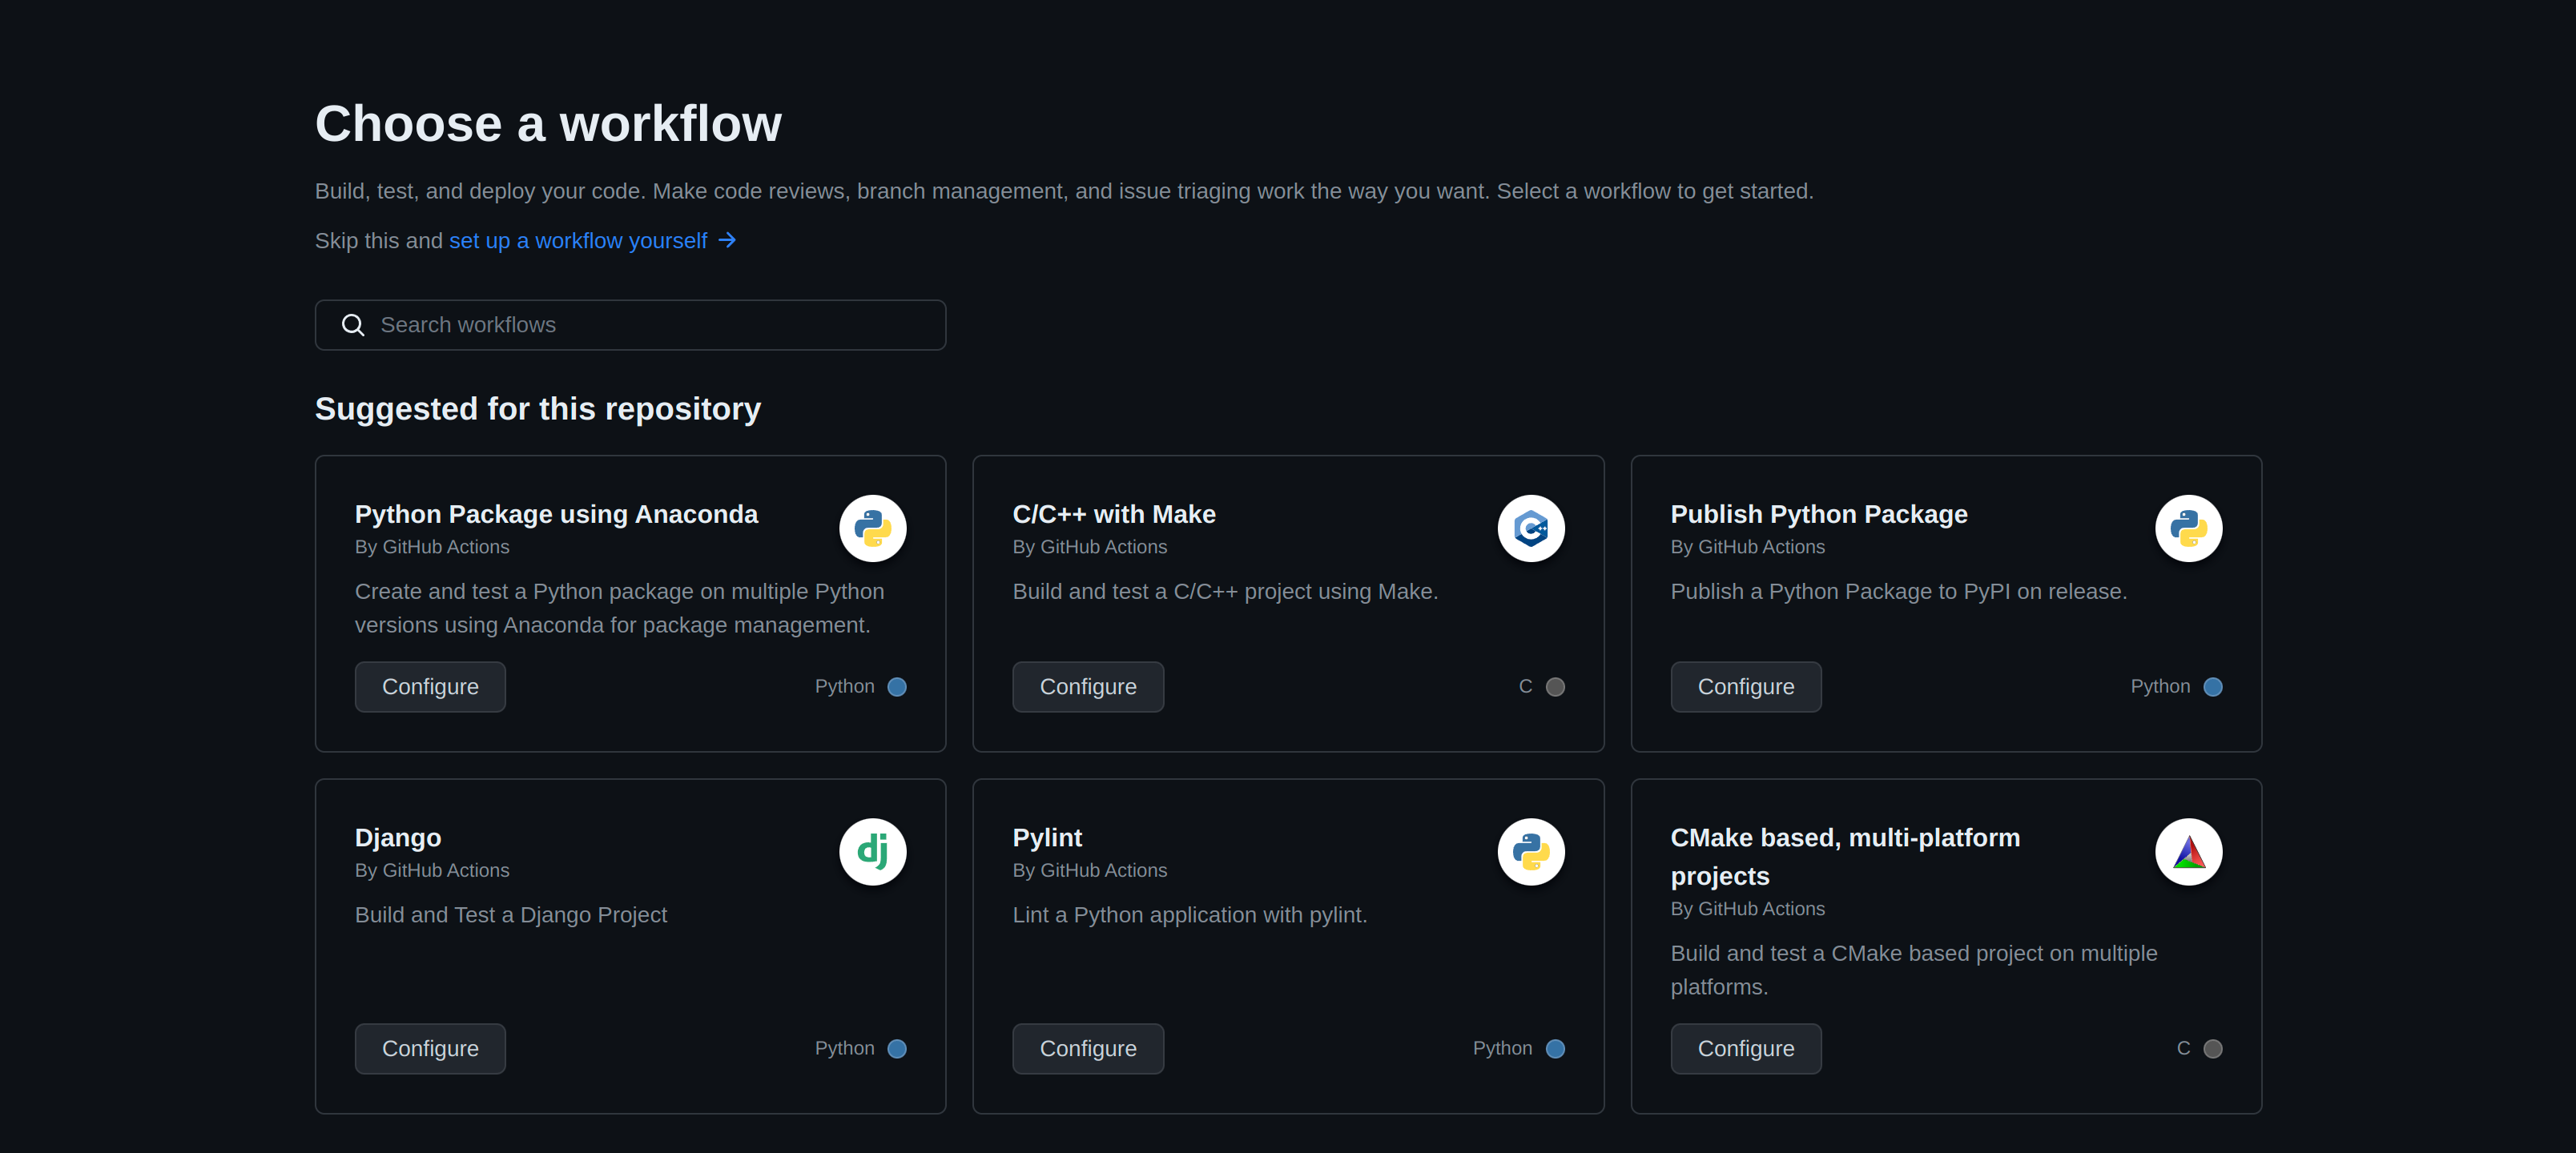 Choose a workflow
Build, test, and deploy your code. Make code reviews, branch management, and issue triaging work the way you want. Select a workflow to get started.
Skip this and set up a workflow yourself →
Search workflows
Suggested for this repository
Python Package using Anaconda
By GitHub Actions
Create and test a Python package on multiple Python
versions using Anaconda for package management.
Configure
Python
C/C++ with Make
By GitHub Actions
Build and test a C/C++ project using Make.
Configure
C
Publish Python Package
By GitHub Actions
Publish a Python Package to PyPI on release.
Configure
Python
Django
By GitHub Actions
dj
Build and Test a Django Project
Configure
Python
Pylint
By GitHub Actions
Lint a Python application with pylint.
Configure
Python
CMake based, multi-platform
projects
By GitHub Actions
Build and test a CMake based project on multiple
platforms.
Configure
C